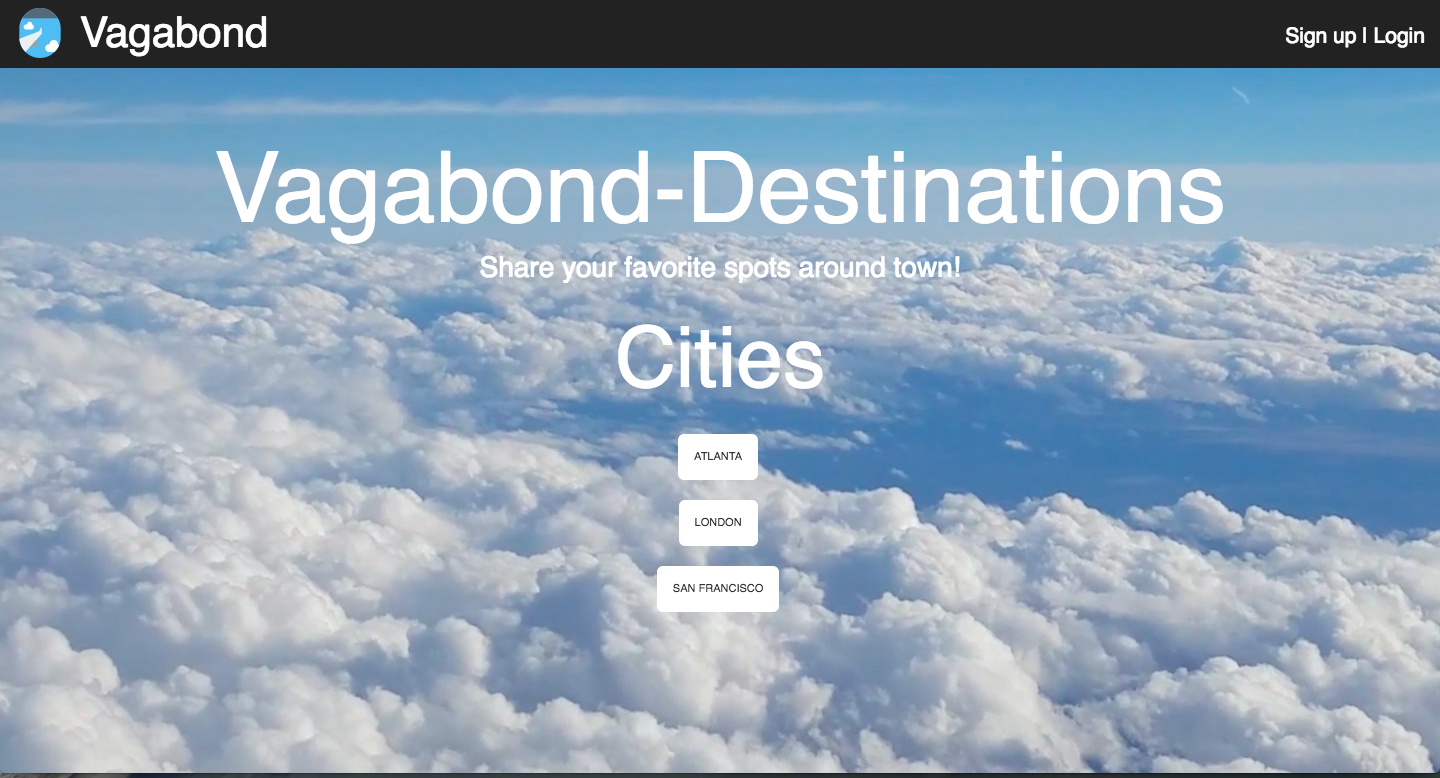 Vagabond
Sign up | Login
Vagabond-Destinations
Share your favorite spots around town!
Cities
ATLANTA
LONDON
SAN FRANCISCO